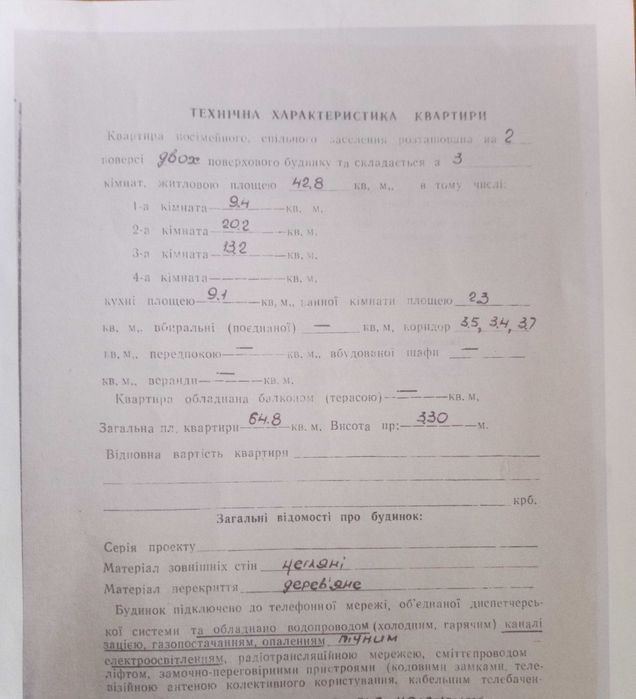 ТЕХНІЧНА ХАРАКТЕРИСТИКА КВАРТИРИ
Квартира посімейного, спільного заселення розташована на 2
поверсі двох поверхового будинку та складається з 3
кімнат, житловою площею 42,8 кв, м,, в тому числі:
1-а кімната 9.4 кв, м,
2-а кімната 20.2 кв. м.
3-а кімната 13.2 кв. м.
4-а кімната кв. м.
кухні площею 9.1 кв, м,, ванної кімнати площею 2.3
кв, м,, вбиральні (поєднаної) — кв, м, коридор 3.5, 3.4, 3.7
кв, м,, передпокою — кв, м,, вбудованої шафи —
кв, м,, веранди — кв. м.
Квартира обладнана балконом (терасою) — кв, м,
Загальна пл. квартири 64.8 кв. м. Висота пр: 3.30 м.
Відновна вартість квартиря
крб.
Загальні відомості про будинок:
Серія проекту
Матеріал зовнішніх стін цегляні
Матеріал перекриття дерев'яне
Будинок підключено до телефонної мережі, об'єднаної диспетчерсь-
кої системи та обладнано водопроводом (холодним, гарячим) каналі
зацією, газопостачанням, опаленням пічним
електроосвітленням, радіотрансляційною мережею, сміттєпроводом
ліфтом, замочно-переговірними пристроями (кодовими замками, теле-
візійною антеною колективного користування, кабельним телебачен-